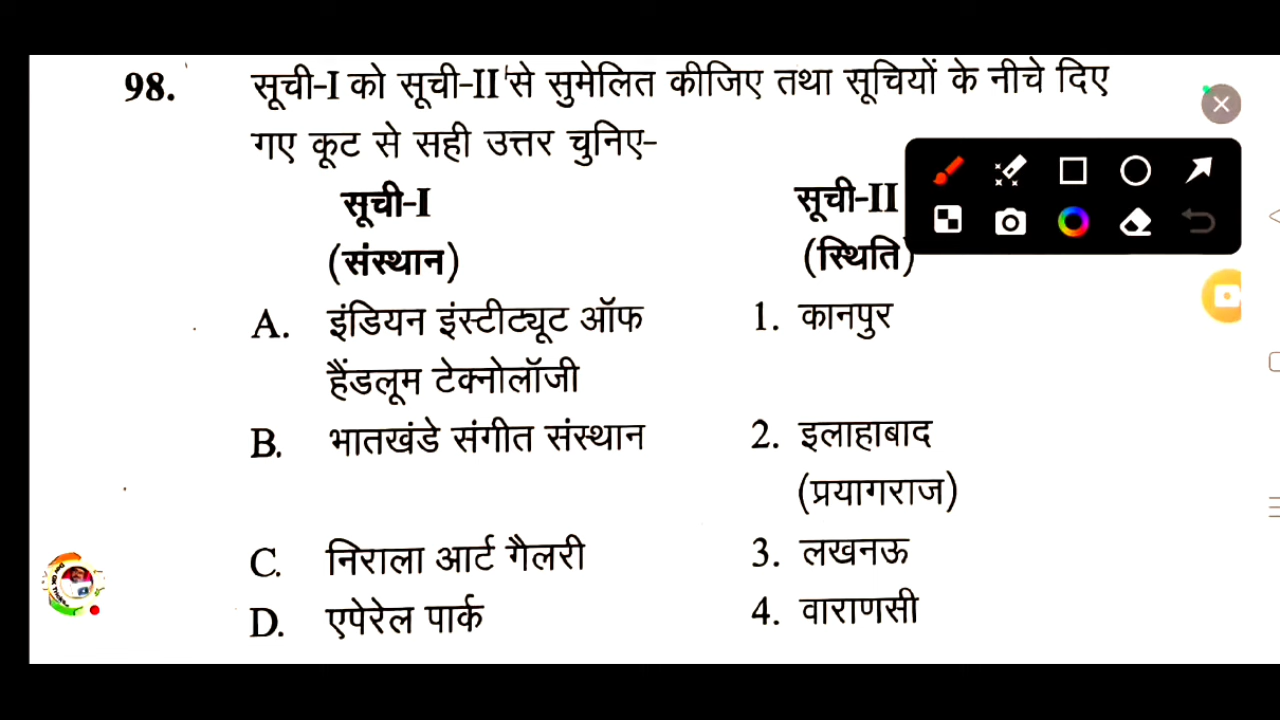 98. सूची-I को सूची-II से सुमेलित कीजिए तथा सूचियों के नीचे दिए
गए कूट से सही उत्तर चुनिए-
सूची-I सूची-II
(संस्थान) (स्थिति)
A. इंडियन इंस्टीट्यूट ऑफ 1. कानपुर
हैंडलूम टेक्नोलॉजी
B. भातखंडे संगीत संस्थान 2. इलाहाबाद
(प्रयागराज)
C. निराला आर्ट गैलरी 3. लखनऊ
D. एपेरेल पार्क 4. वाराणसी